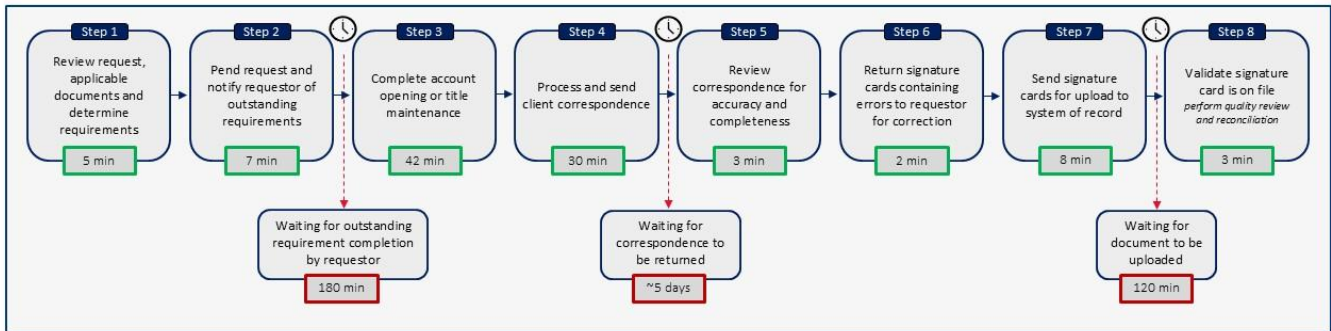 Step 1
Review request,
applicable
documents and
determine
requirements
5 min
Step 2
Pend request and
notify requestor of
outstanding
requirements
7 min
Step 3
Complete account
opening or title
maintenance
42 min
Step 4
Process and send
client correspondence
30 min
Step 5
Review
correspondence for
accuracy and
completeness
3 min
Step 6
Return signature
cards containing
errors to requestor
for correction
2 min
Step 7
Send signature
cards for upload to
system of record
8 min
Step 8
Validate signature
card is on file
perform quality review
and reconciliation
3 min
Waiting for outstanding
requirement completion
by requestor
180 min
Waiting for
correspondence to
be returned
~5 days
Waiting for
document to be
uploaded
120 min